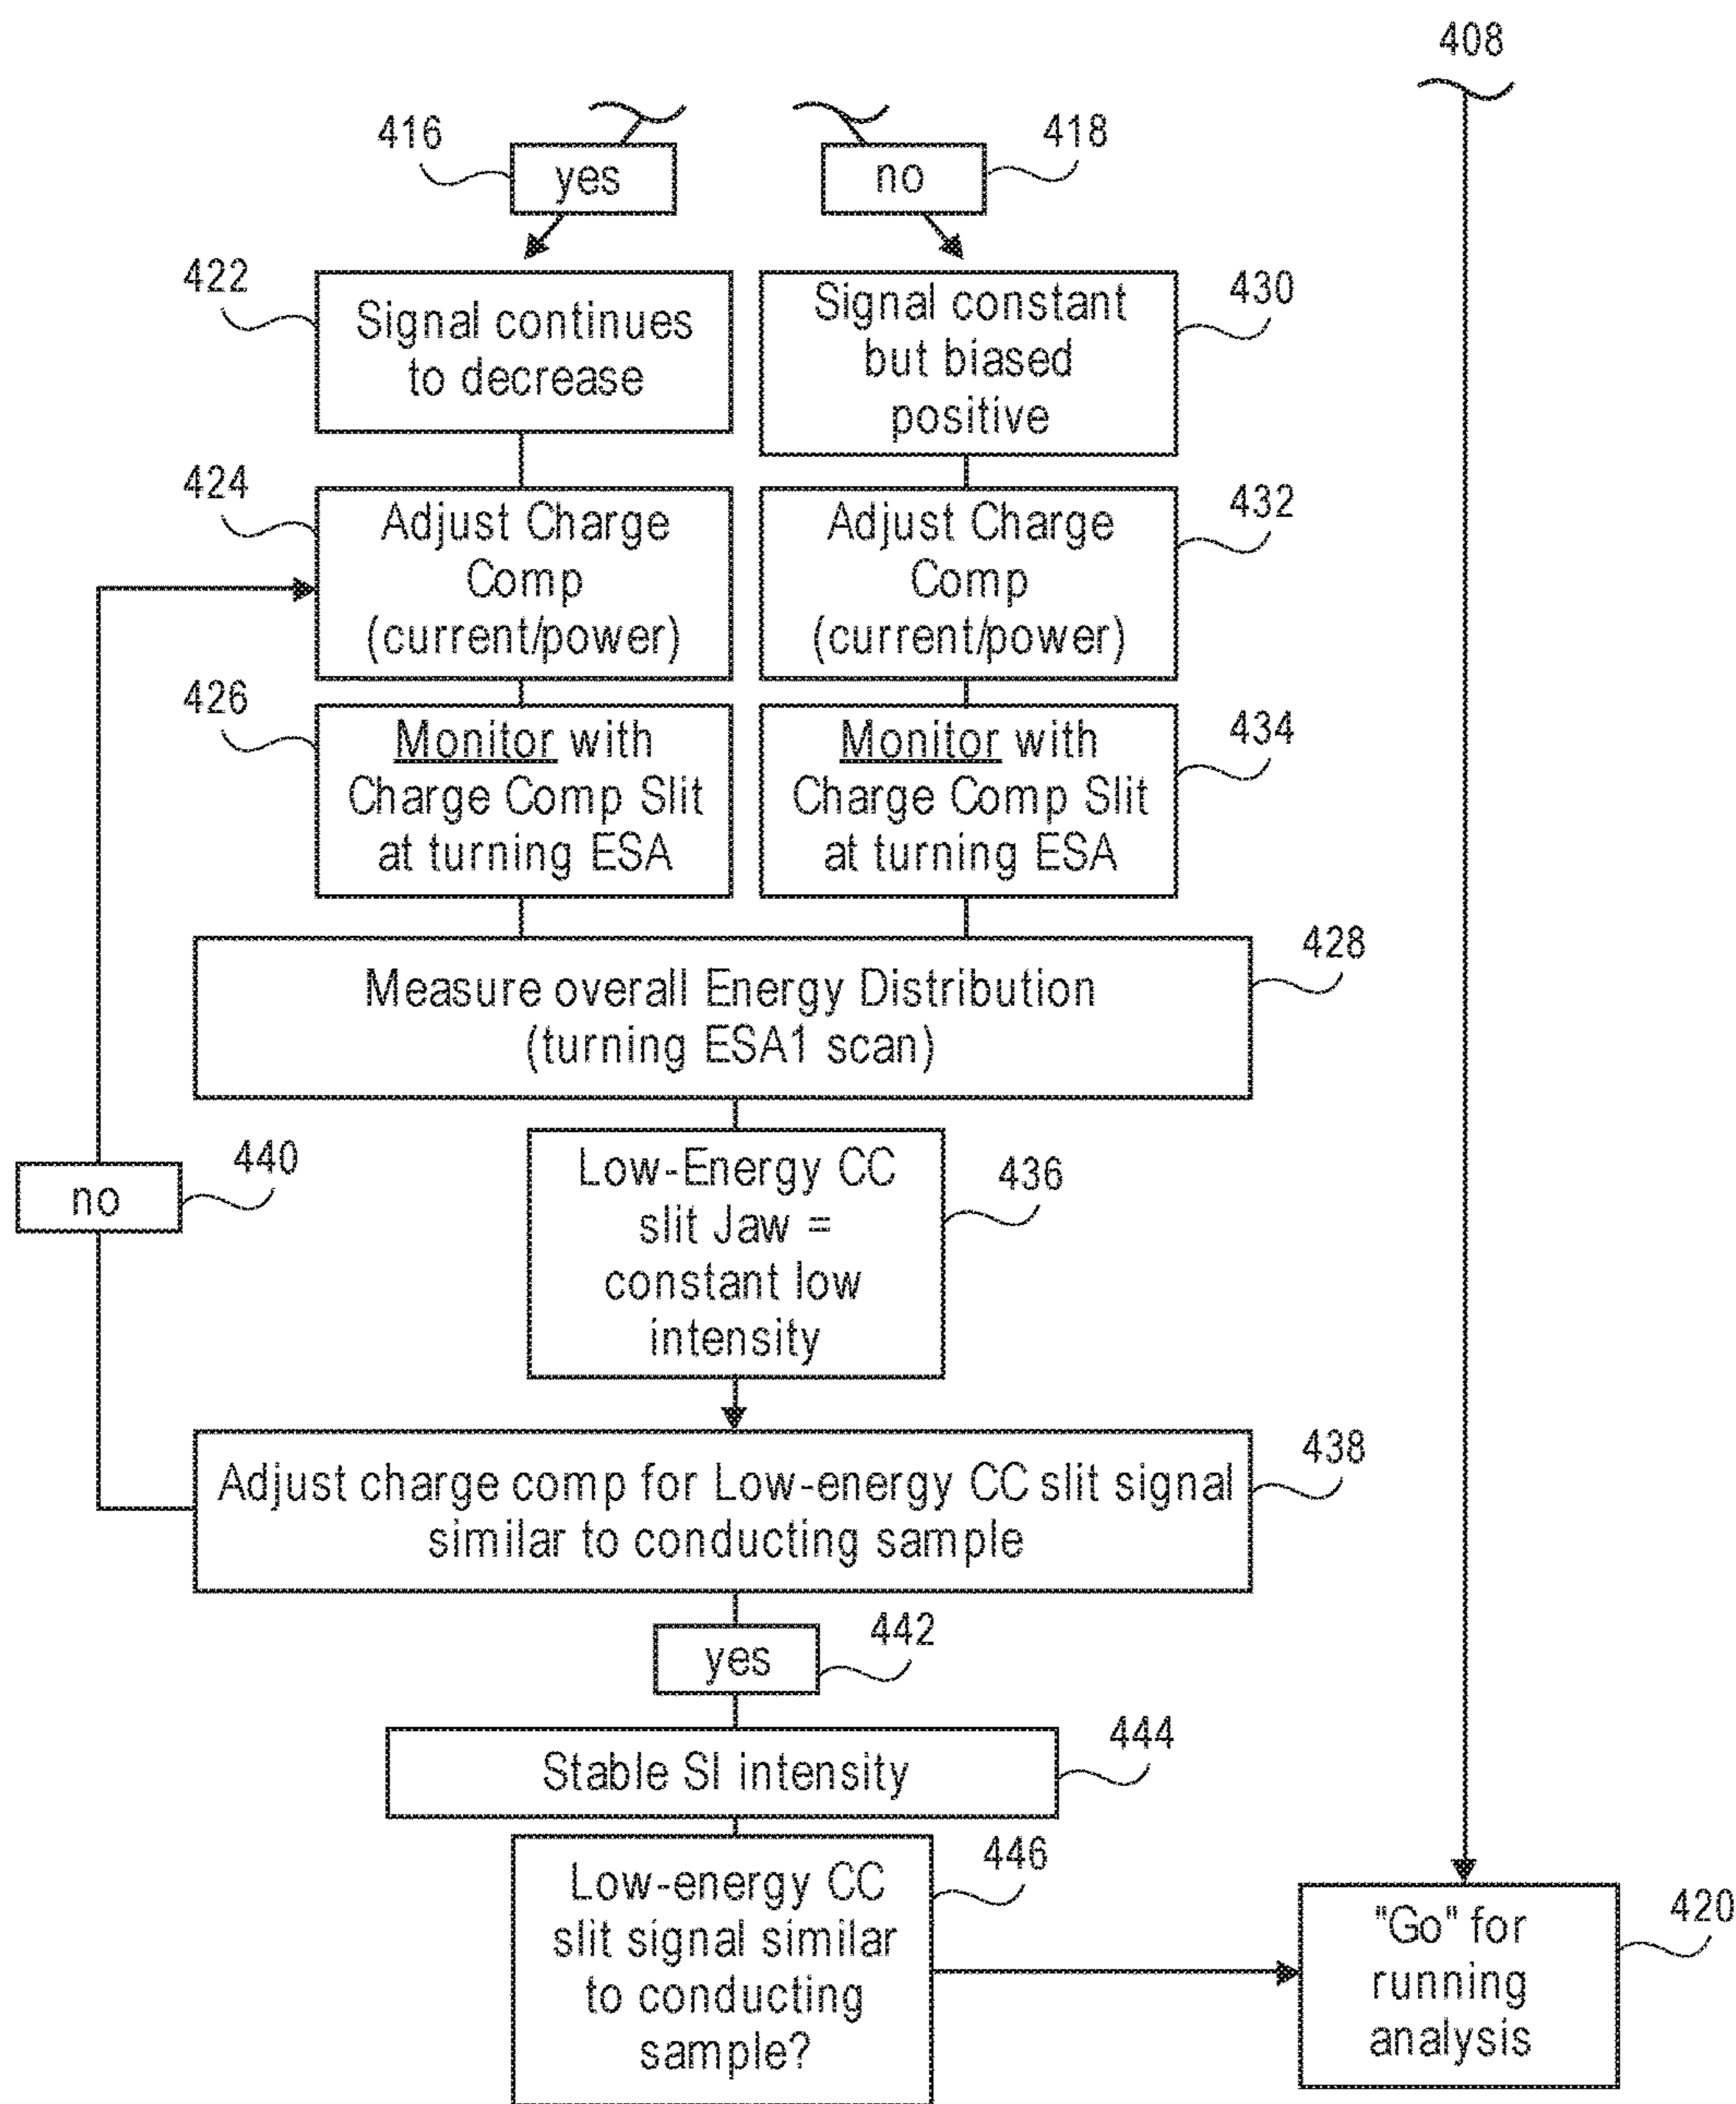 408
416
yes
no
418
422
Signal continues
to decrease
Signal constant
but biased
positive
430
424
Adjust Charge
Comp
(current/power)
Adjust Charge
Comp
(current/power)
432
426
Monitor with
Charge Comp Slit
at turning ESA
Monitor with
Charge Comp Slit
at turning ESA
434
Measure overall Energy Distribution
(turning ESA1 scan)
428
no
440
Low-Energy CC
slit Jaw =
constant low
intensity
436
Adjust charge comp for Low-energy CC slit signal
similar to conducting sample
438
yes
442
Stable SI intensity
444
Low-energy CC
slit signal similar
to conducting
sample?
446
"Go" for
running
analysis
420